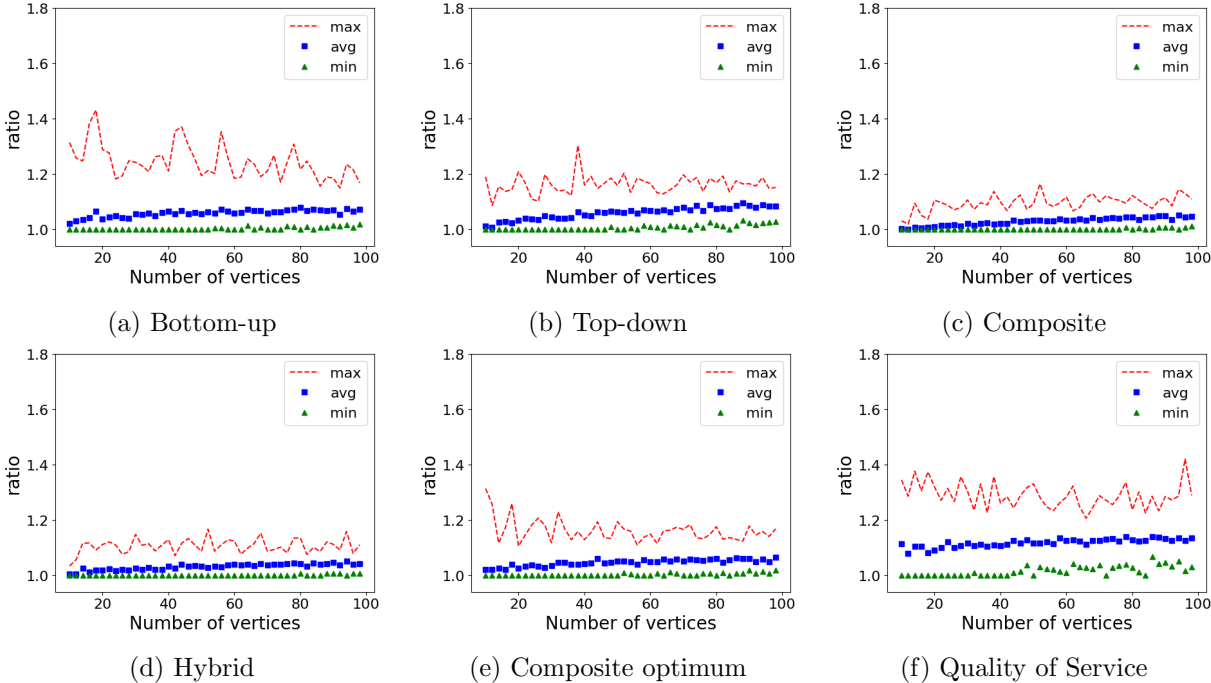 1.8
1.6
1.4
1.2
1.0
ratio
max
avg
min
20 40 60 80 100
Number of vertices
(a) Bottom-up
1.8
1.6
1.4
1.2
1.0
ratio
max
avg
min
20 40 60 80 100
Number of vertices
(b) Top-down
1.8
1.6
1.4
1.2
1.0
ratio
max
avg
min
20 40 60 80 100
Number of vertices
(c) Composite
1.8
1.6
1.4
1.2
1.0
ratio
max
avg
min
20 40 60 80 100
Number of vertices
(d) Hybrid
1.8
1.6
1.4
1.2
1.0
ratio
max
avg
min
20 40 60 80 100
Number of vertices
(e) Composite optimum
1.8
1.6
1.4
1.2
1.0
ratio
max
avg
min
20 40 60 80 100
Number of vertices
(f) Quality of Service